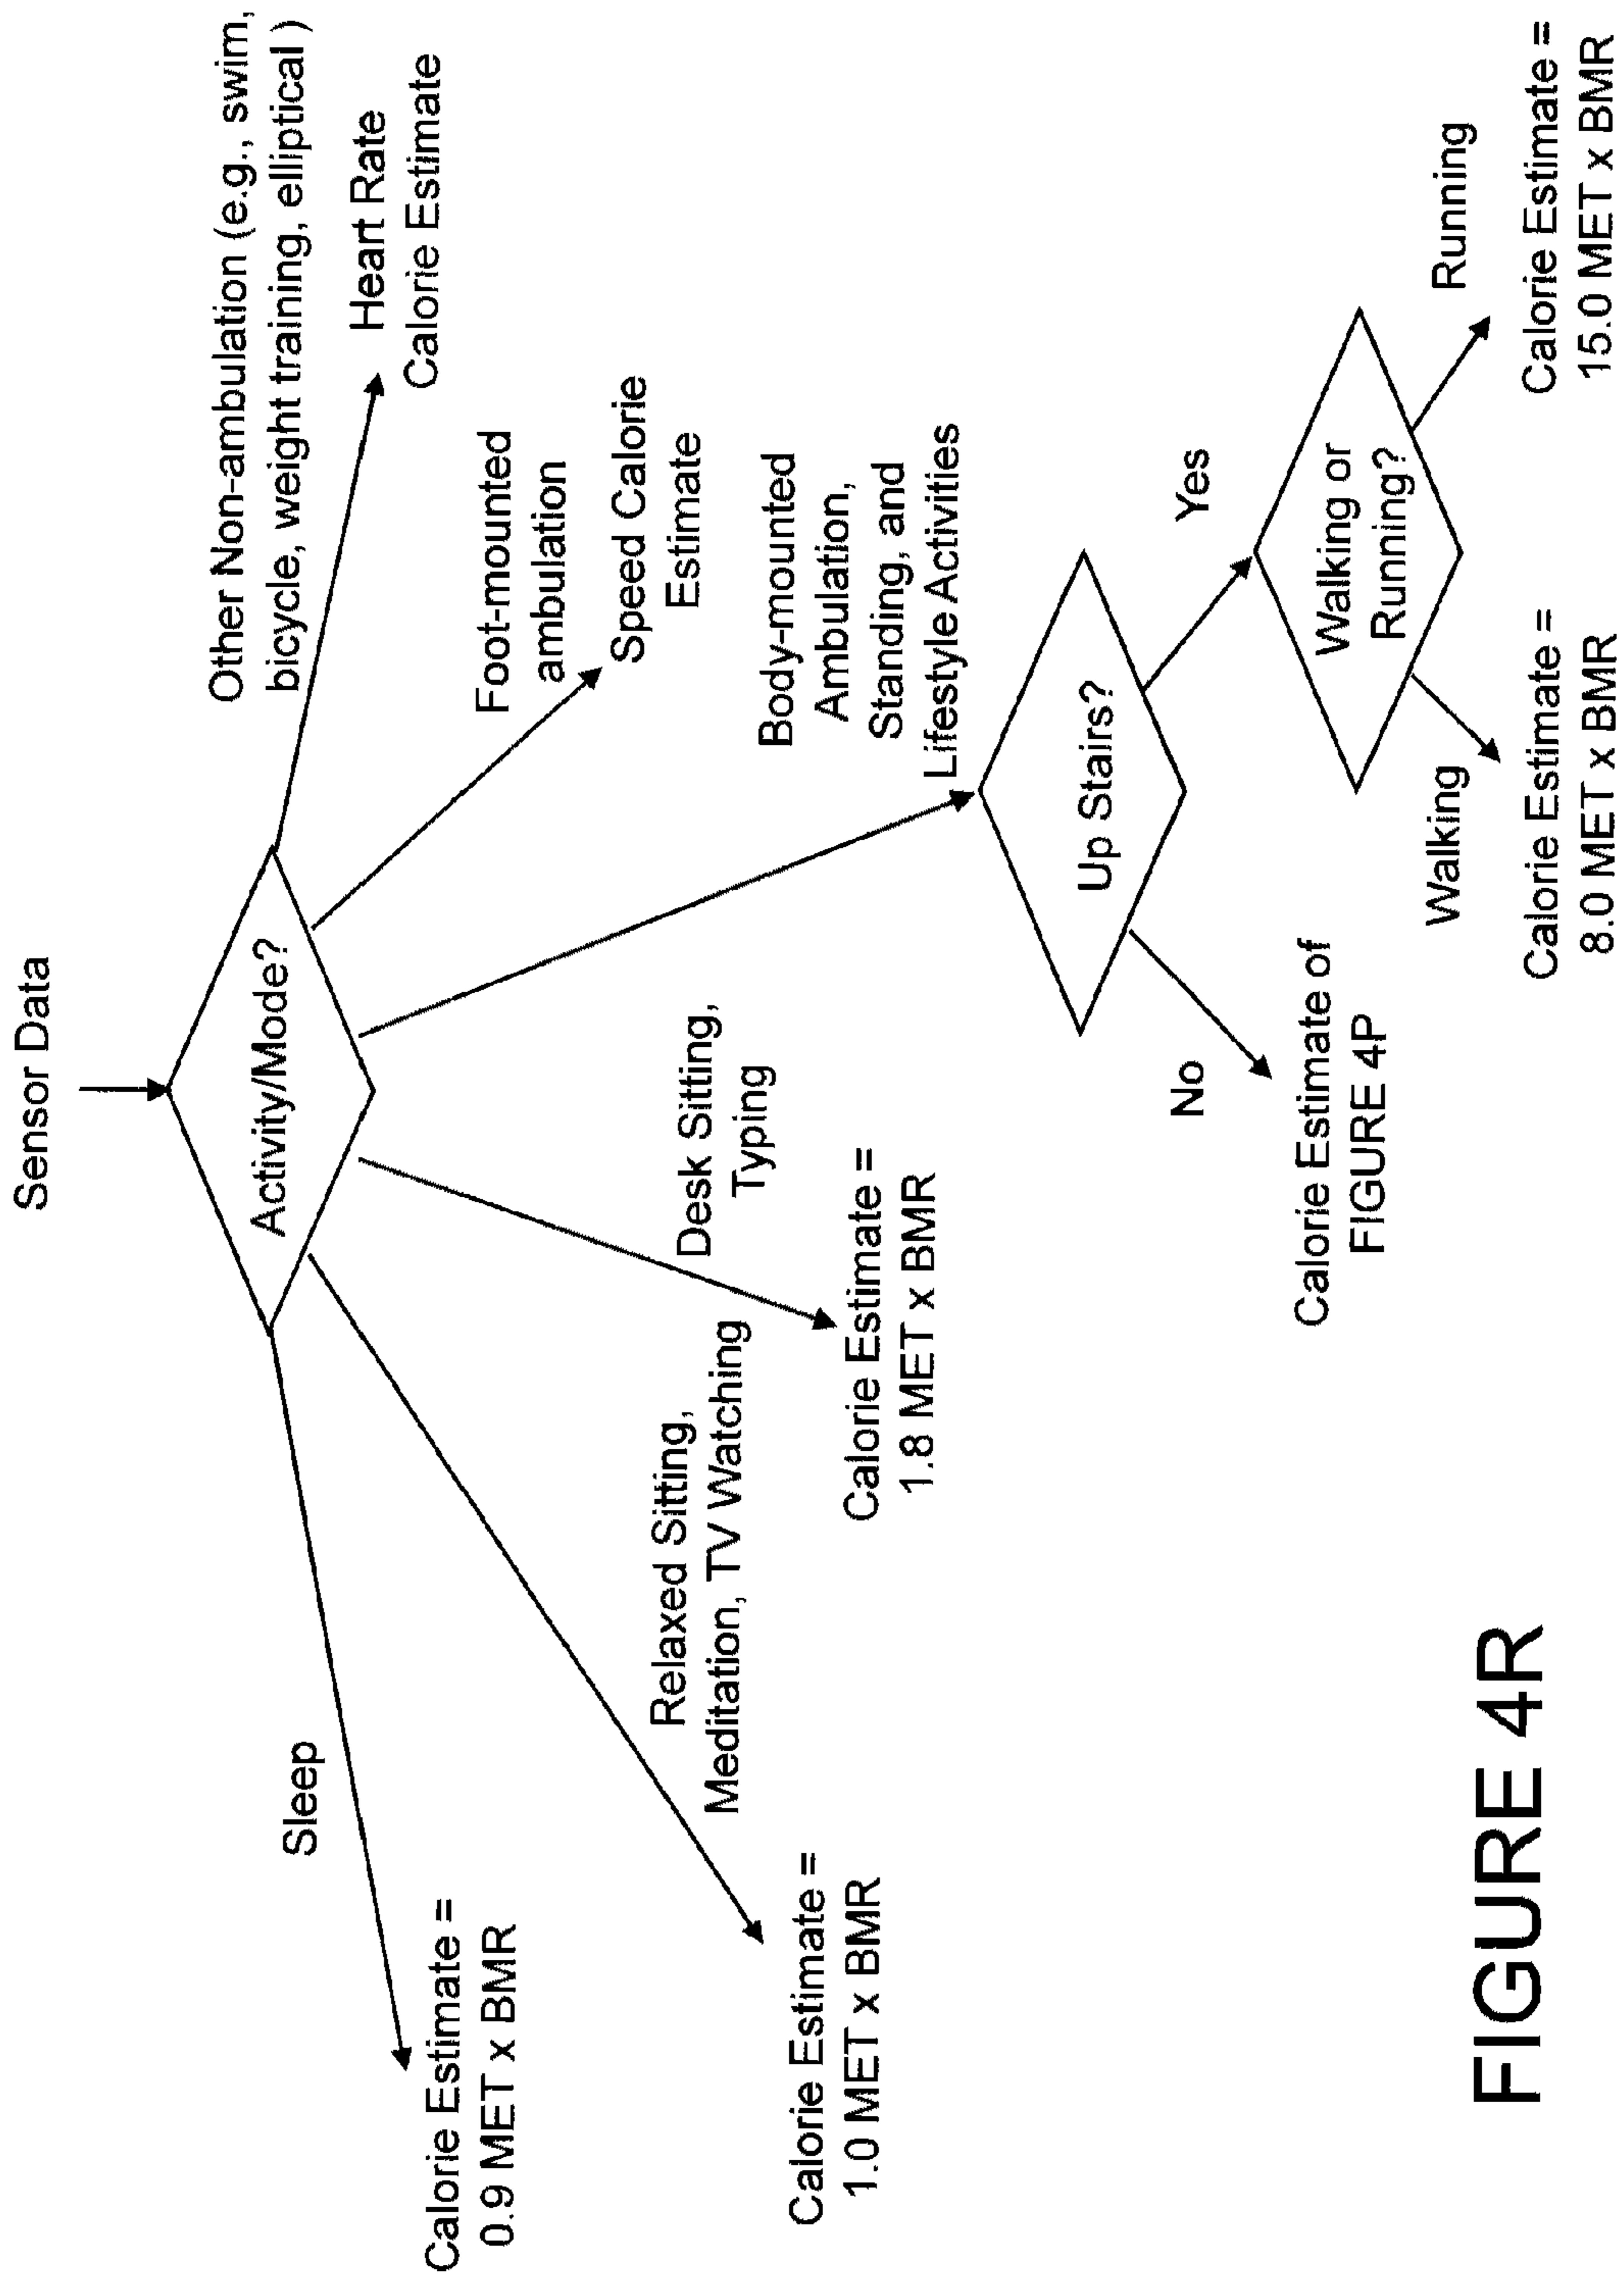 Sensor Data
Activity/Mode?
Other Non-ambulation (e.g., swim,
bicycle, weight training, elliptical )
Heart Rate
Calorie Estimate
Foot-mounted
ambulation
Speed Calorie
Estimate
Body-mounted
Ambulation,
Standing, and
Lifestyle Activities
Desk Sitting,
Typing
Calorie Estimate =
1.8 MET x BMR
Relaxed Sitting,
Meditation, TV Watching
Calorie Estimate =
1.0 MET x BMR
Sleep
Calorie Estimate =
0.9 MET x BMR
Up Stairs?
No
Yes
Calorie Estimate of
FIGURE 4P
Walking or
Running?
Walking
Running
Calorie Estimate =
8.0 MET x BMR
Calorie Estimate =
15.0 MET x BMR
FIGURE 4R